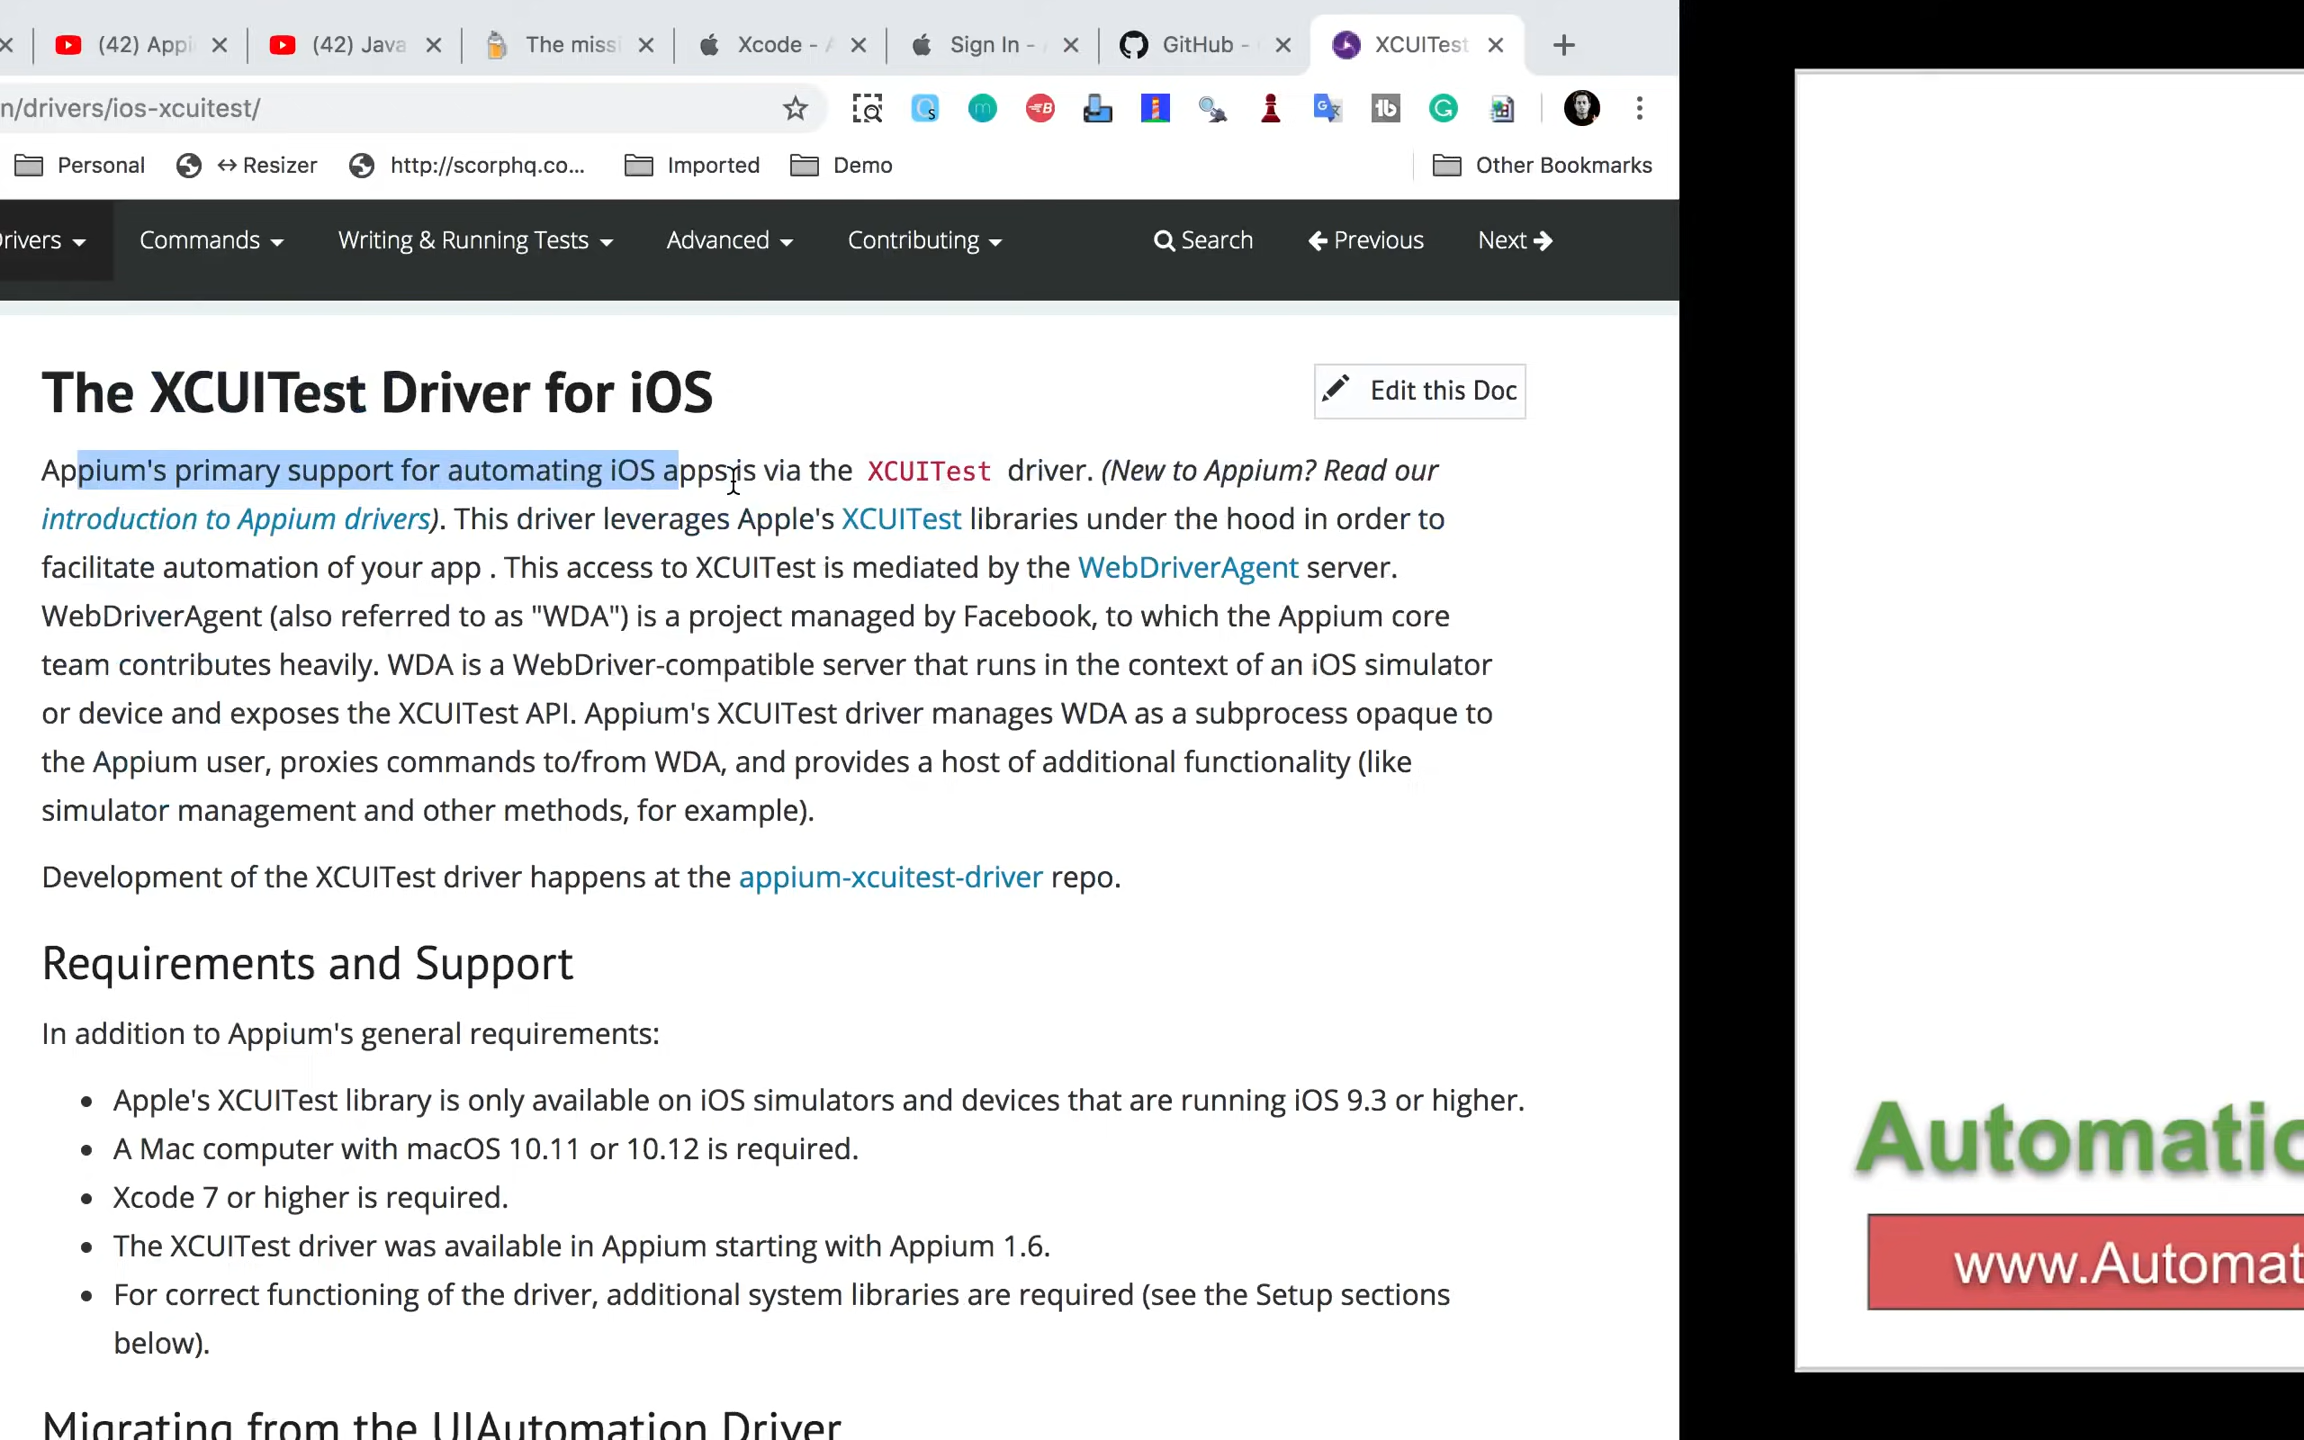 (42) Appi (42) Java The missi Xcode - Sign In - GitHub - XCUITest
n/drivers/ios-xcuitest/
Personal ↔ Resizer http://scorphq.co... Imported Demo Other Bookmarks
Drivers Commands Writing & Running Tests Advanced Contributing Search Previous Next
The XCUITest Driver for iOS
Edit this Doc
Appium's primary support for automating iOS apps is via the XCUITest driver. (New to Appium? Read our
introduction to Appium drivers). This driver leverages Apple's XCUITest libraries under the hood in order to
facilitate automation of your app . This access to XCUITest is mediated by the WebDriverAgent server.
WebDriverAgent (also referred to as "WDA") is a project managed by Facebook, to which the Appium core
team contributes heavily. WDA is a WebDriver-compatible server that runs in the context of an iOS simulator
or device and exposes the XCUITest API. Appium's XCUITest driver manages WDA as a subprocess opaque to
the Appium user, proxies commands to/from WDA, and provides a host of additional functionality (like
simulator management and other methods, for example).
Development of the XCUITest driver happens at the appium-xcuitest-driver repo.
Requirements and Support
In addition to Appium's general requirements:
• Apple's XCUITest library is only available on iOS simulators and devices that are running iOS 9.3 or higher.
• A Mac computer with macOS 10.11 or 10.12 is required.
• Xcode 7 or higher is required.
• The XCUITest driver was available in Appium starting with Appium 1.6.
• For correct functioning of the driver, additional system libraries are required (see the Setup sections
below).
Migrating from the UIAutomation Driver
Automatic
www.Automat